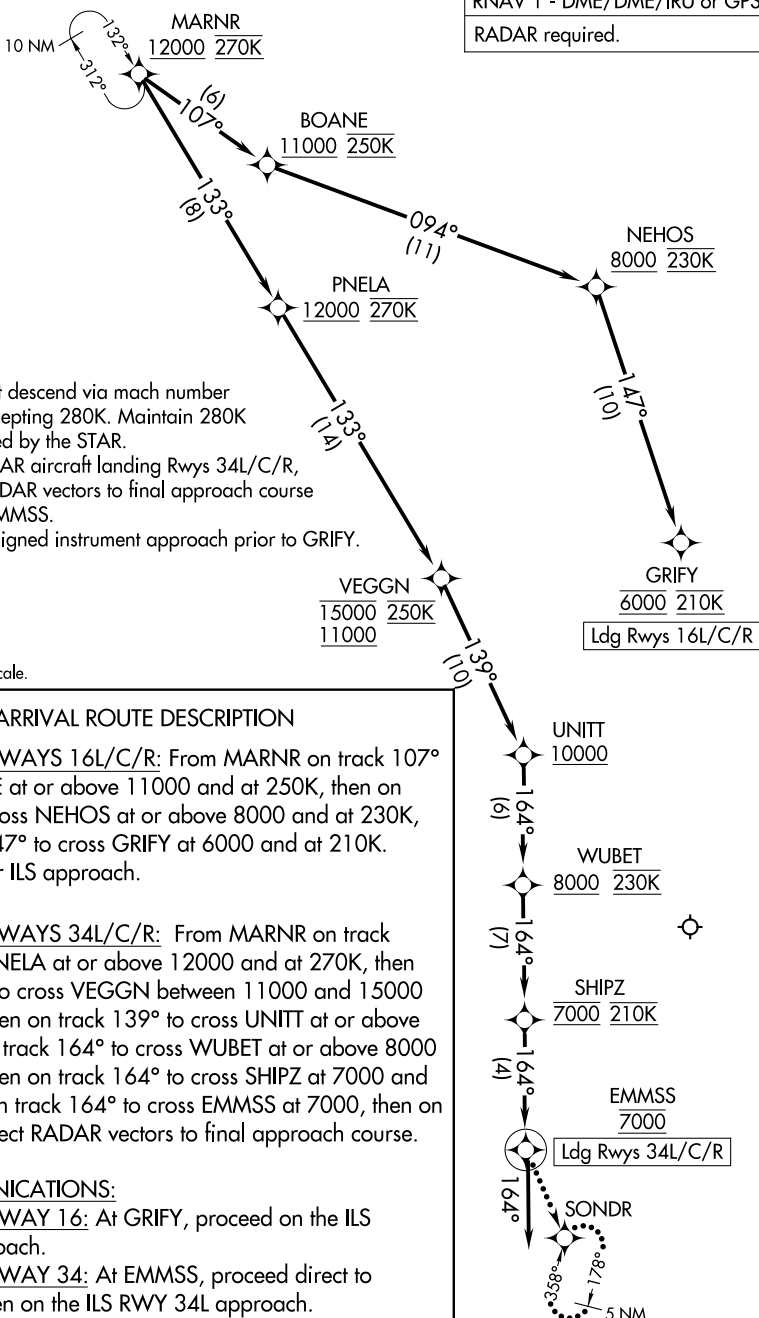 RNAV 1 - DME/DME/IRU or GPS
RADAR required.
MARNR
12000 270K
10 NM
132°
312°
(6)
107°
BOANE
11000 250K
133°
(8)
094°
(11)
NEHOS
8000 230K
PNELA
12000 270K
147°
(10)
133°
(14)
t descend via mach number
epting 280K. Maintain 280K
ed by the STAR.
AR aircraft landing Rwys 34L/C/R,
DAR vectors to final approach course
MMSS.
igned instrument approach prior to GRIFY.
GRIFY
6000 210K
Ldg Rwys 16L/C/R
VEGGN
15000 250K
11000
139°
(10)
cale.
ARRIVAL ROUTE DESCRIPTION
WAYS 16L/C/R: From MARNR on track 107°
E at or above 11000 and at 250K, then on
oss NEHOS at or above 8000 and at 230K,
47° to cross GRIFY at 6000 and at 210K.
r ILS approach.
UNITT
10000
164°
(6)
WUBET
8000 230K
WAYS 34L/C/R: From MARNR on track
NELA at or above 12000 and at 270K, then
o cross VEGGN between 11000 and 15000
en on track 139° to cross UNITT at or above
track 164° to cross WUBET at or above 8000
en on track 164° to cross SHIPZ at 7000 and
n track 164° to cross EMMSS at 7000, then on
ect RADAR vectors to final approach course.
164°
(7)
SHIPZ
7000 210K
164°
(4)
EMMSS
7000
Ldg Rwys 34L/C/R
164°
NICATIONS:
WAY 16: At GRIFY, proceed on the ILS
oach.
WAY 34: At EMMSS, proceed direct to
en on the ILS RWY 34L approach.
SONDR
358°
178°
5 NM